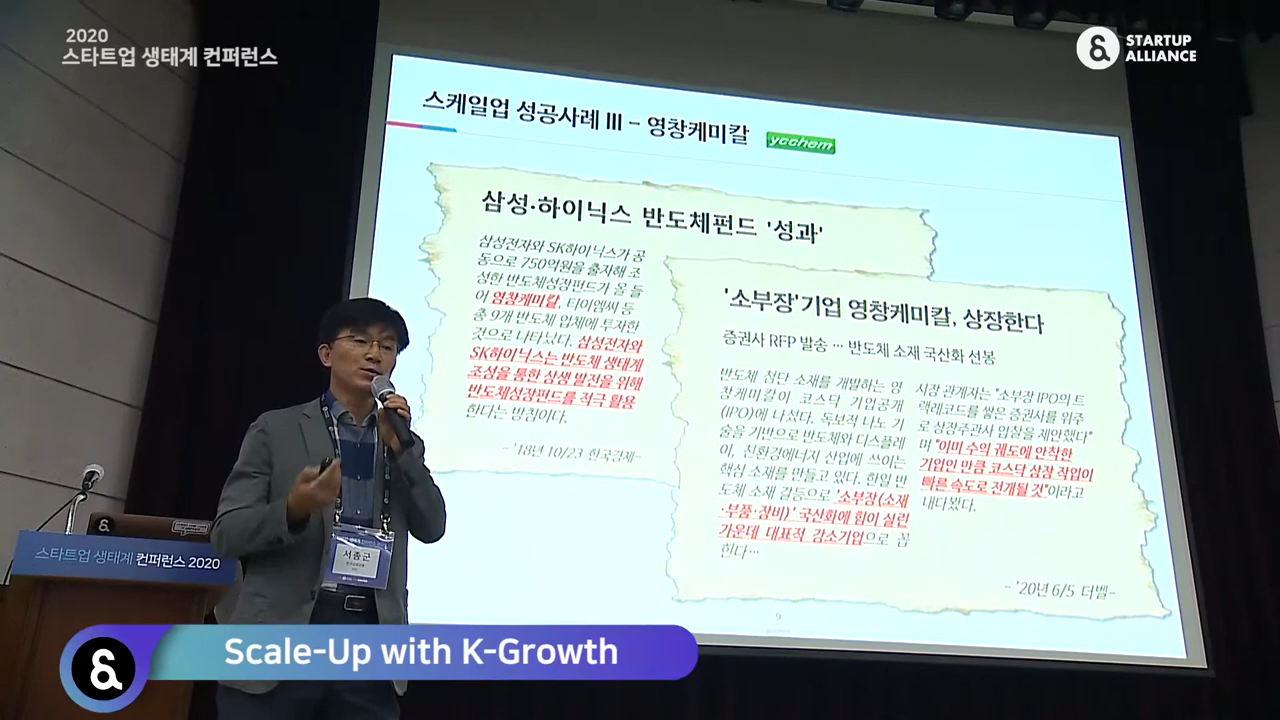 2020
스타트업 생태계 컨퍼런스
STARTUP
ALLIANCE
스케일업 성공사례 III - 영창케미칼
ycchem
삼성·하이닉스 반도체펀드 '성과'
삼성전자와 SK하이닉스가 공
동으로 750억원을 출자해 조
성한 반도체성장펀드가 올 들
어 영창케미칼, 티이엠씨 등
총 9개 반도체 업체에 투자한
것으로 나타났다. 삼성전자와
SK하이닉스는 반도체 생태계
조성을 통한 상생 발전을 위해
반도체성장펀드를 적극 활용
한다는 방침이다.
- '18년 10/23 한국경제-
'소부장'기업 영창케미칼, 상장한다
증권사 RFP 발송 … 반도체 소재 국산화 선봉
반도체 첨단 소재를 개발하는 영
창케미칼이 코스닥 기업공개
(IPO)에 나섰다. 독보적 나노 기
술을 기반으로 반도체와 디스플레
이, 친환경에너지 산업에 쓰이는
핵심 소재를 만들고 있다. 한일 반
도체 소재 갈등으로 '소부장(소재
·부품·장비)' 국산화에 힘이 실린
가운데 대표적 강소기업으로 꼽
힌다…
시장 관계자는 "소부장 IPO의 트
랙레코드를 쌓은 증권사를 위주
로 상장주관사 입찰을 제안했다"
며 "이미 수익 궤도에 안착한
기업인 만큼 코스닥 상장 작업이
빠른 속도로 전개될 것"이라고
내다봤다.
- '20년 6/5 더벨-
9
스타트업 생태계 컨퍼런스 2020
서종군
Scale-Up with K-Growth